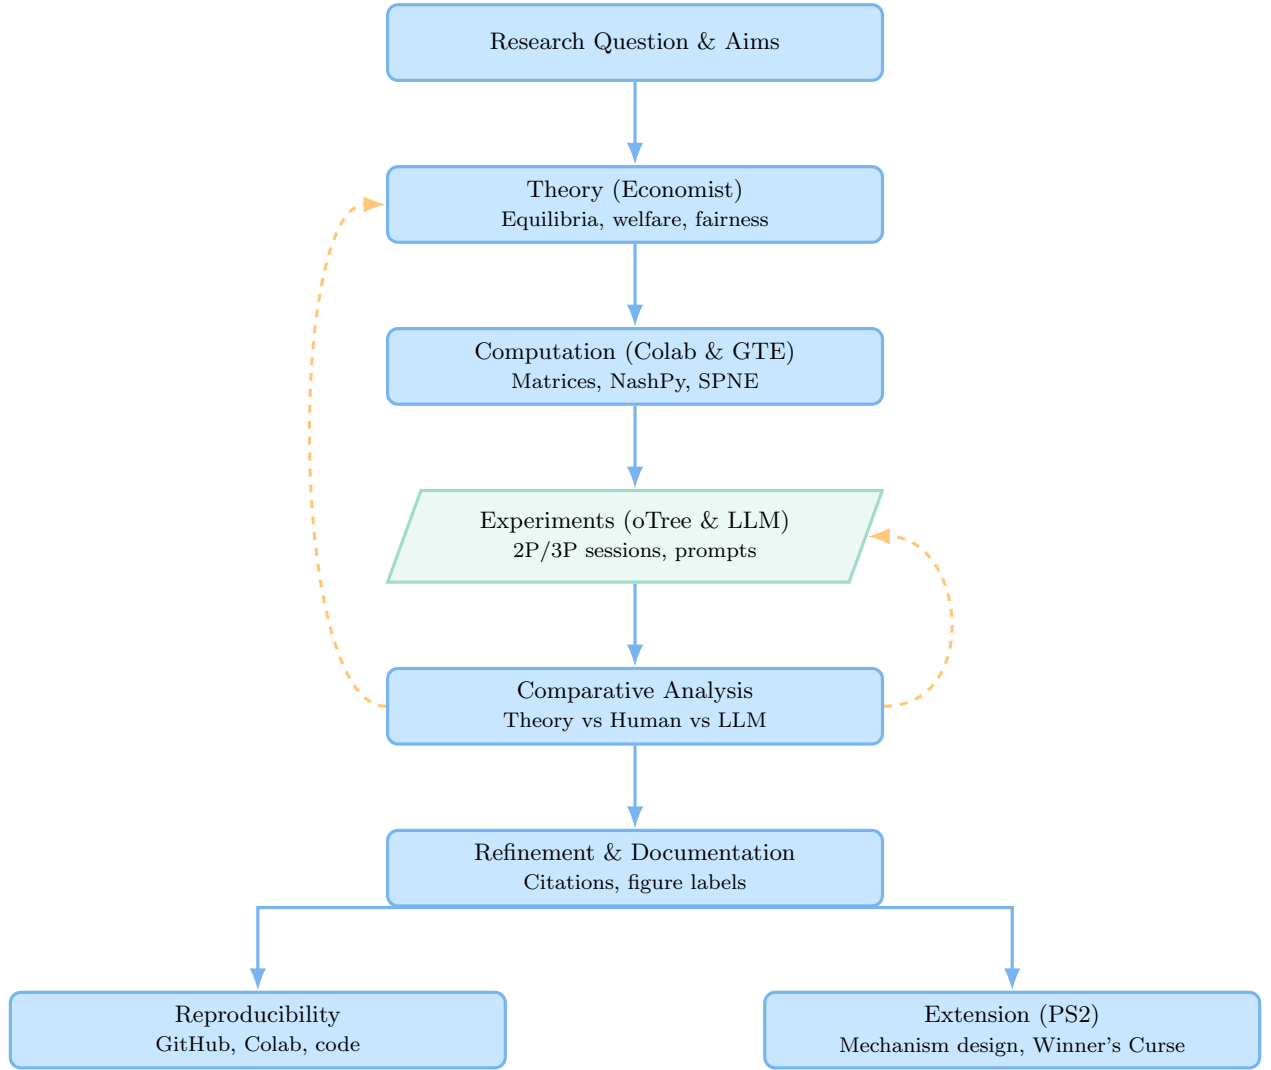 Research Question & Aims
Theory (Economist)
Equilibria, welfare, fairness
Computation (Colab & GTE)
Matrices, NashPy, SPNE
Experiments (oTree & LLM)
2P/3P sessions, prompts
Comparative Analysis
Theory vs Human vs LLM
Refinement & Documentation
Citations, figure labels
Reproducibility
GitHub, Colab, code
Extension (PS2)
Mechanism design, Winner's Curse